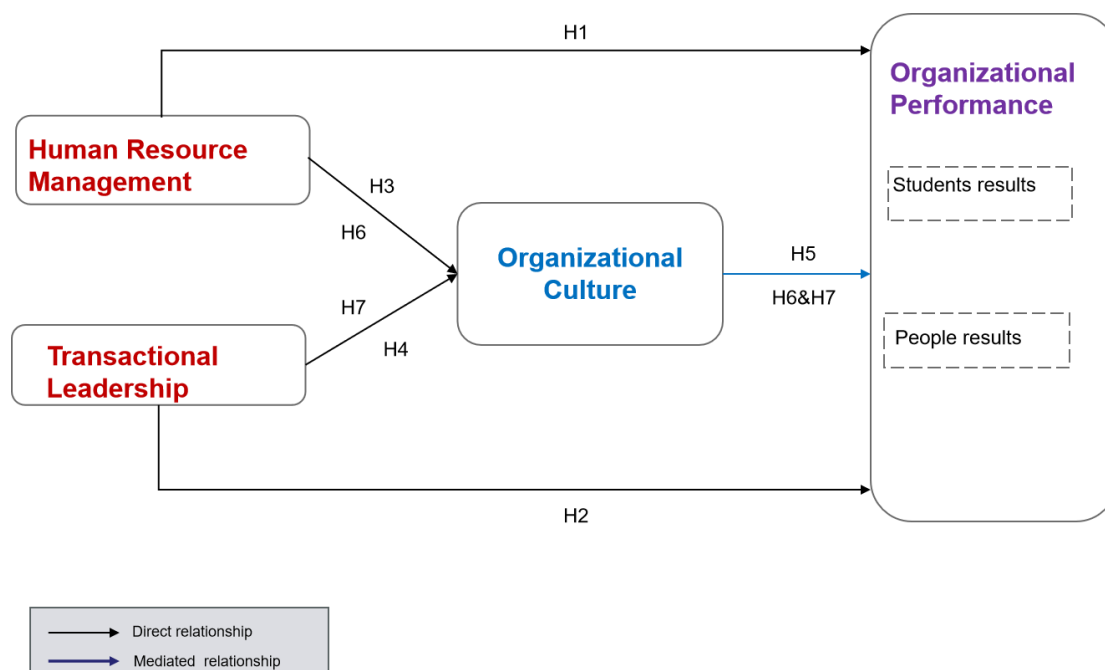 H1
Organizational
Performance
Human Resource
Management
Students results
H3
H6
Organizational
Culture
H5
H6&H7
H7
H4
Transactional
Leadership
People results
H2
Direct relationship
Mediated relationship